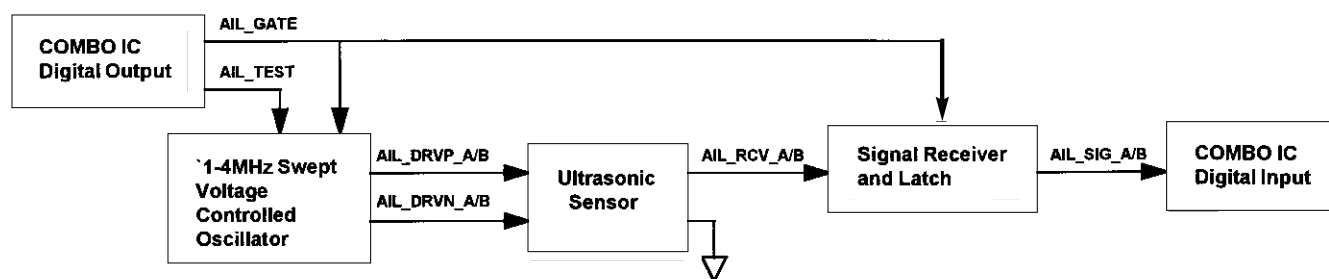 COMBO IC
Digital Output
AIL_GATE
AIL_TEST
`1-4MHz Swept
Voltage
Controlled
Oscillator
AIL_DRVP_A/B
AIL_DRVN_A/B
Ultrasonic
Sensor
AIL_RCV_A/B
Signal Receiver
and Latch
AIL_SIG_A/B
COMBO IC
Digital Input